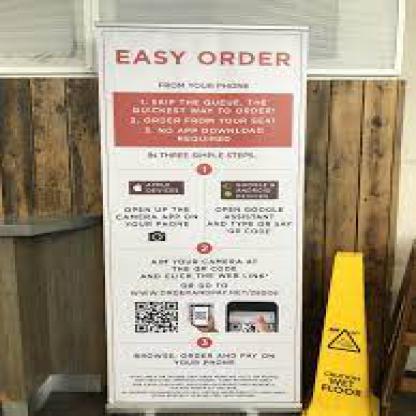 EASY ORDER
FROM YOUR PHONE
1. SKIP THE QUEUE, THE
QUICKEST WAY TO ORDER!
2. ORDER FROM YOUR SEAT
3. NO APP DOWNLOAD
REQUIRED
IN THREE SIMPLE STEPS.
1
APPLE
DEVICES
GOOGLE &
ANDROID
DEVICES
OPEN UP THE
CAMERA APP ON
YOUR PHONE
OPEN GOOGLE
ASSISTANT
AND TYPE OR SAY
'QR CODE'
2
AIM YOUR CAMERA AT
THE QR CODE
AND CLICK THE WEB LINK*
OR GO TO
3
BROWSE, ORDER AND PAY ON
YOUR PHONE
CAUTION
WET
FLOOR